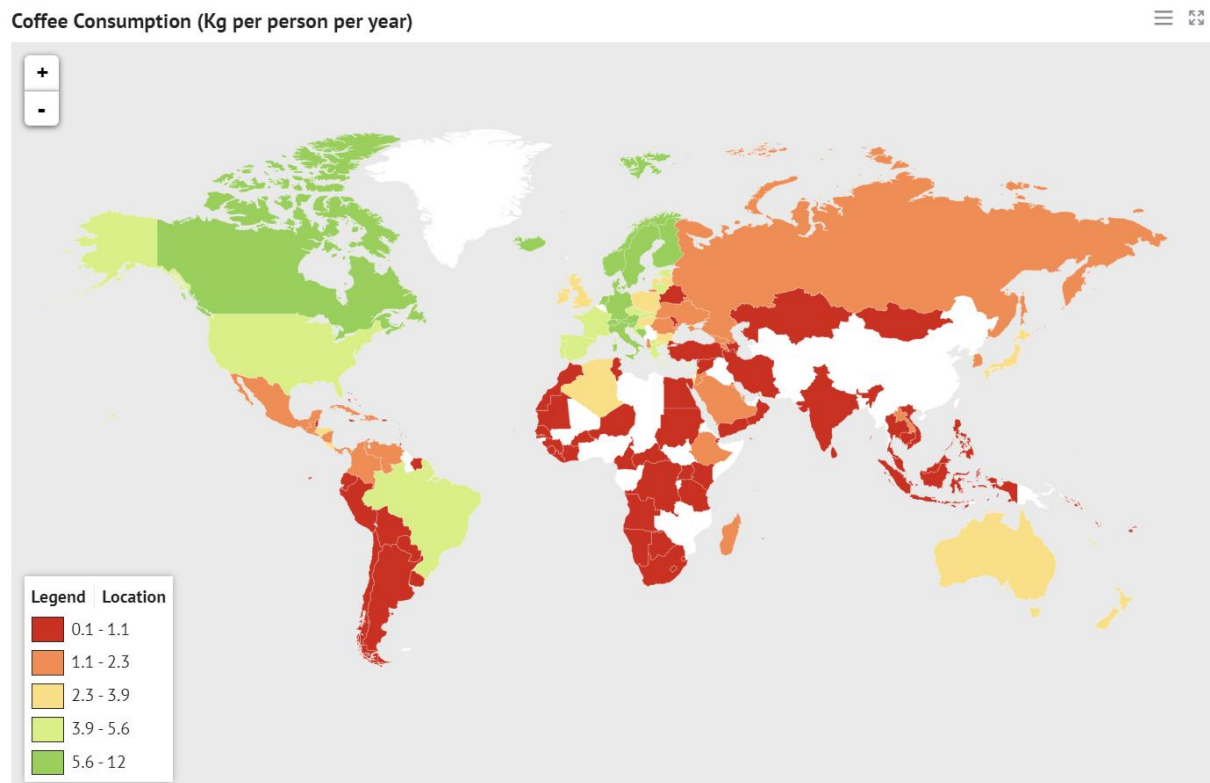 Coffee Consumption (Kg per person per year)
+
-
Legend Location
0.1 - 1.1
1.1 - 2.3
2.3 - 3.9
3.9 - 5.6
5.6 - 12